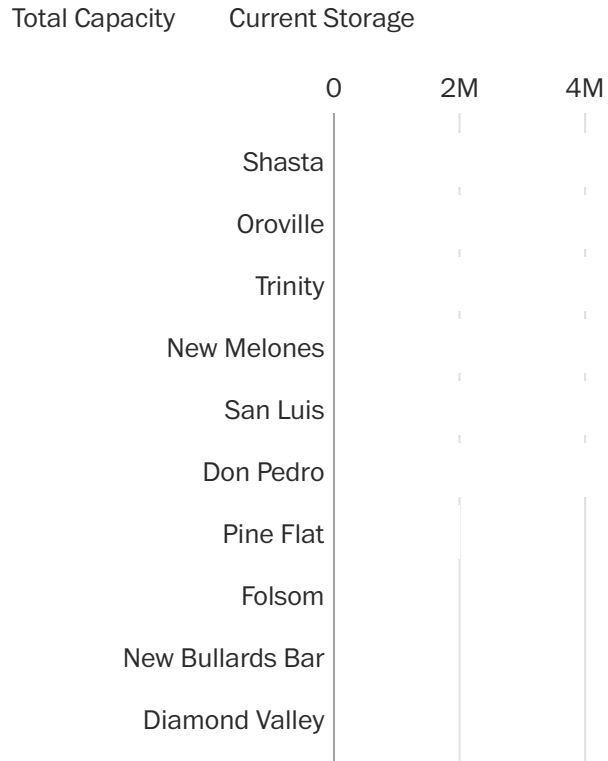 Total Capacity Current Storage
0 2M 4M
Shasta
Oroville
Trinity
New Melones
San Luis
Don Pedro
Pine Flat
Folsom
New Bullards Bar
Diamond Valley